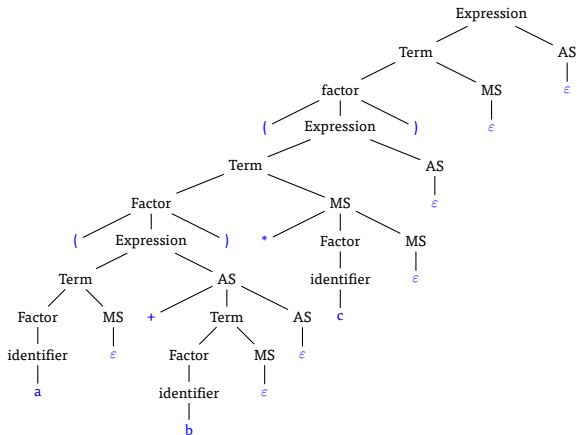 Expression
Term AS
factor MS ε
( Expression ) ε
Term AS
Factor MS ε
( Expression ) * Factor MS
Term AS identifier ε
Factor MS + Term AS c
identifier ε Factor MS ε
a identifier ε
b